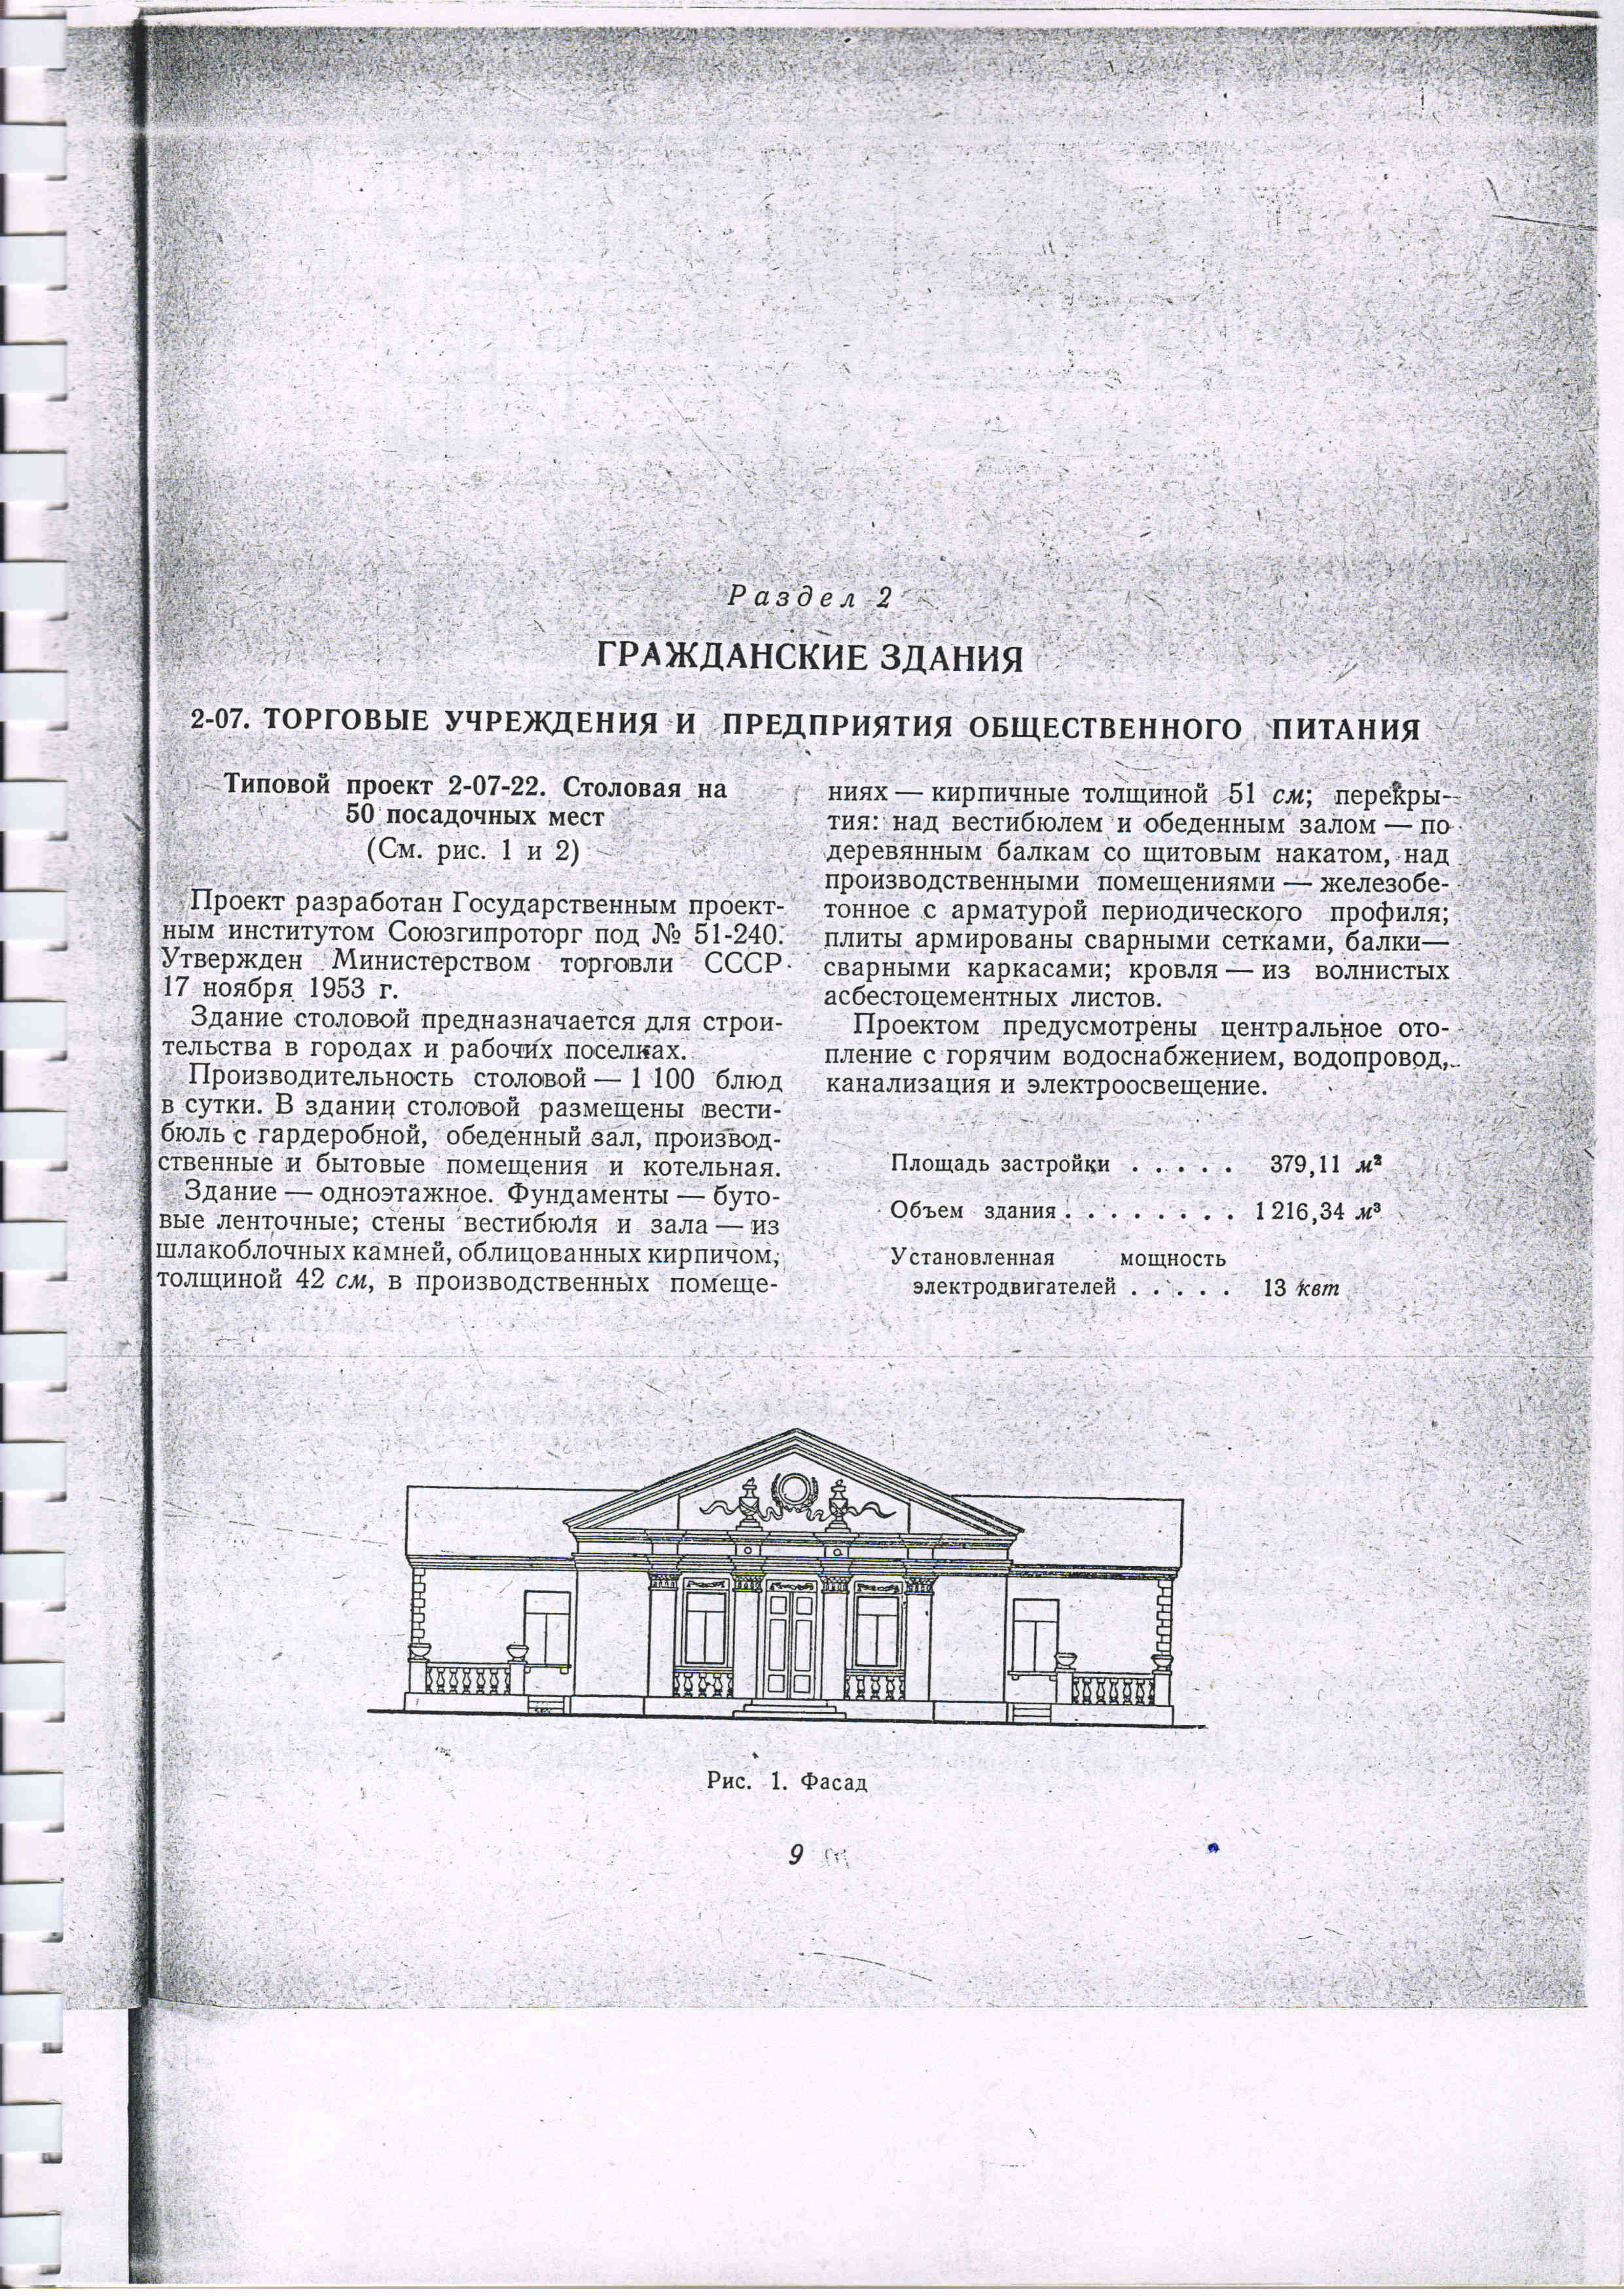 Раздел 2
ГРАЖДАНСКИЕ ЗДАНИЯ
2-07. ТОРГОВЫЕ УЧРЕЖДЕНИЯ И ПРЕДПРИЯТИЯ ОБЩЕСТВЕННОГО ПИТАНИЯ
Типовой проект 2-07-22. Столовая на
50 посадочных мест
(См. рис. 1 и 2)
Проект разработан Государственным проект-
ным институтом Союзгипроторг под № 51-240.
Утвержден Министерством торговли СССР
17 ноября 1953 г.
Здание столовой предназначается для строи-
тельства в городах и рабочих поселках.
Производительность столовой — 1 100 блюд
в сутки. В здании столовой размещены вести-
бюль с гардеробной, обеденный зал, производ-
ственные и бытовые помещения и котельная.
Здание — одноэтажное. Фундаменты — буто-
вые ленточные; стены вестибюля и зала — из
шлакоблочных камней, облицованных кирпичом,
толщиной 42 см, в производственных помеще-
ниях — кирпичные толщиной 51 см; перекры-
тия: над вестибюлем и обеденным залом — по
деревянным балкам со щитовым накатом, над
производственными помещениями — железобе-
тонное с арматурой периодического профиля;
плиты армированы сварными сетками, балки —
сварными каркасами; кровля — из волнистых
асбестоцементных листов.
Проектом предусмотрены центральное ото-
пление с горячим водоснабжением, водопровод,
канализация и электроосвещение.
Площадь застройки . . . . . 379,11 м²
Объем здания . . . . . . . . 1 216,34 м³
Установленная мощность
электродвигателей . . . . . 13 квт
Рис. 1. Фасад
9